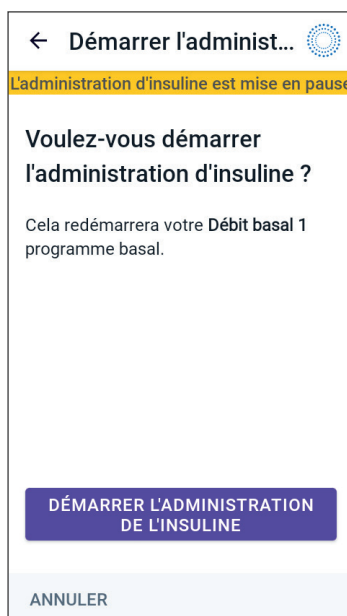 Démarrer l'administ...
L'administration d'insuline est mise en pause
Voulez-vous démarrer
l'administration d'insuline ?
Cela redémarrera votre Débit basal 1
programme basal.
DÉMARRER L'ADMINISTRATION
DE L'INSULINE
ANNULER